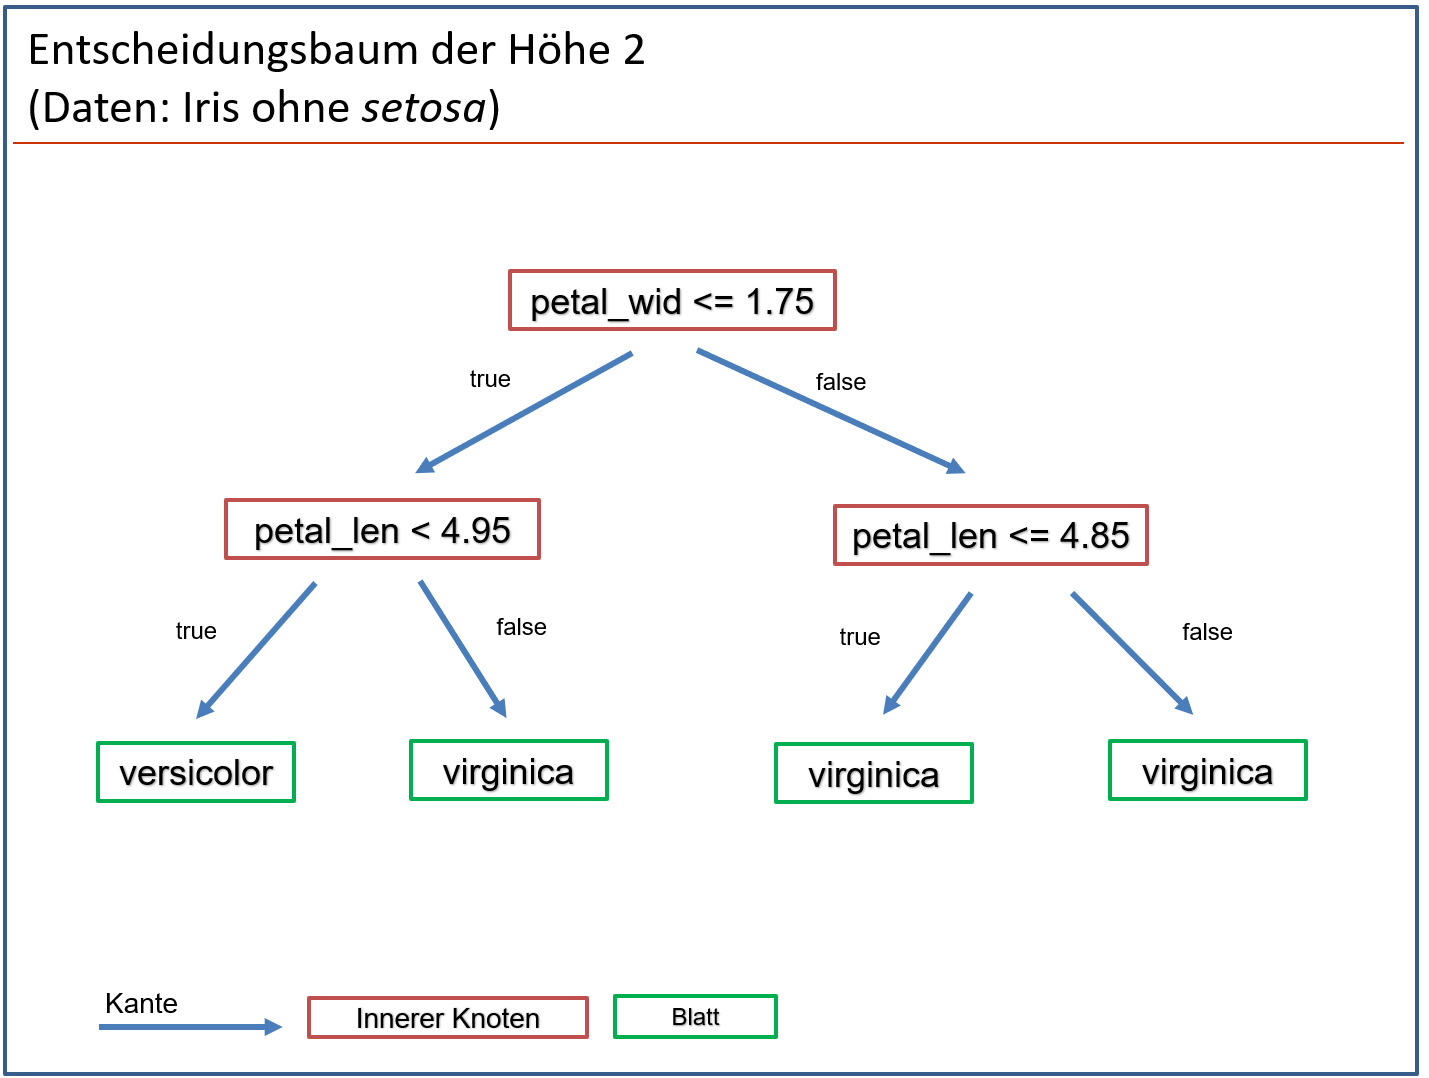 Entscheidungsbaum der Höhe 2
(Daten: Iris ohne setosa)
petal_wid <= 1.75
true
false
petal_len < 4.95
petal_len <= 4.85
true
false
true
false
versicolor
virginica
virginica
virginica
Kante
Innerer Knoten
Blatt